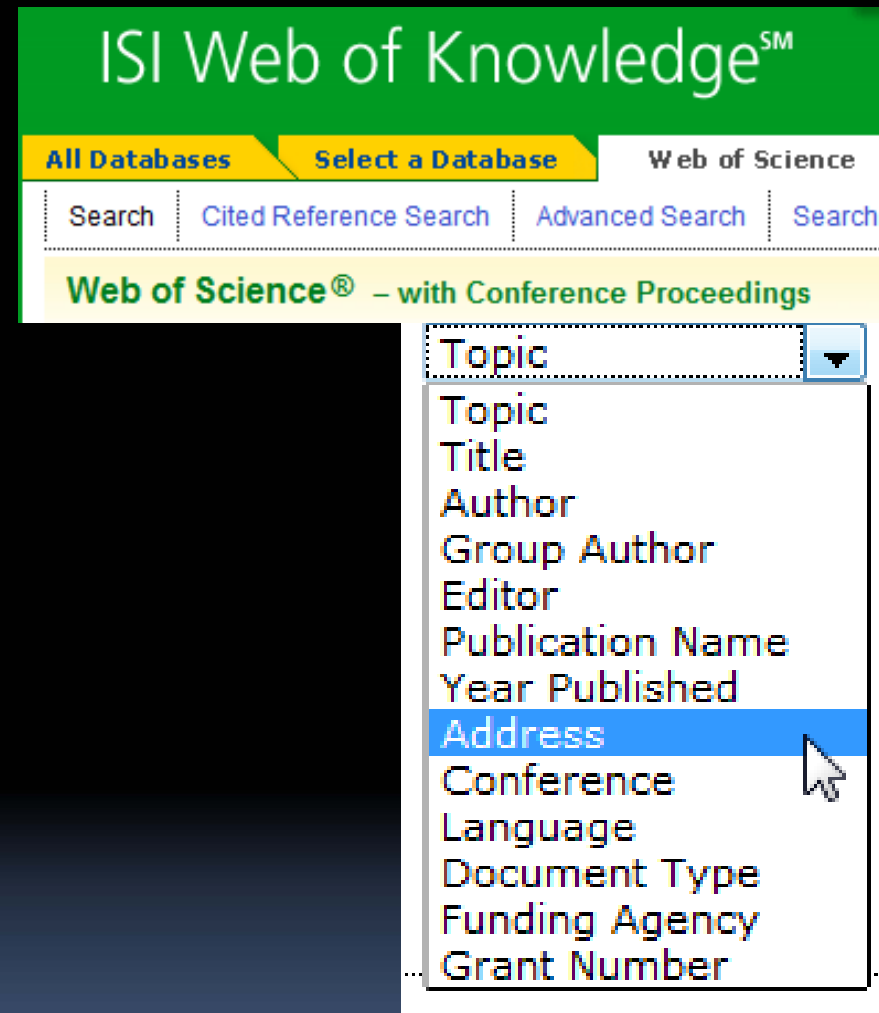 ISI Web of Knowledge℠
All Databases Select a Database Web of Science
Search Cited Reference Search Advanced Search Search
Web of Science® – with Conference Proceedings
Topic
Topic
Title
Author
Group Author
Editor
Publication Name
Year Published
Address
Conference
Language
Document Type
Funding Agency
Grant Number